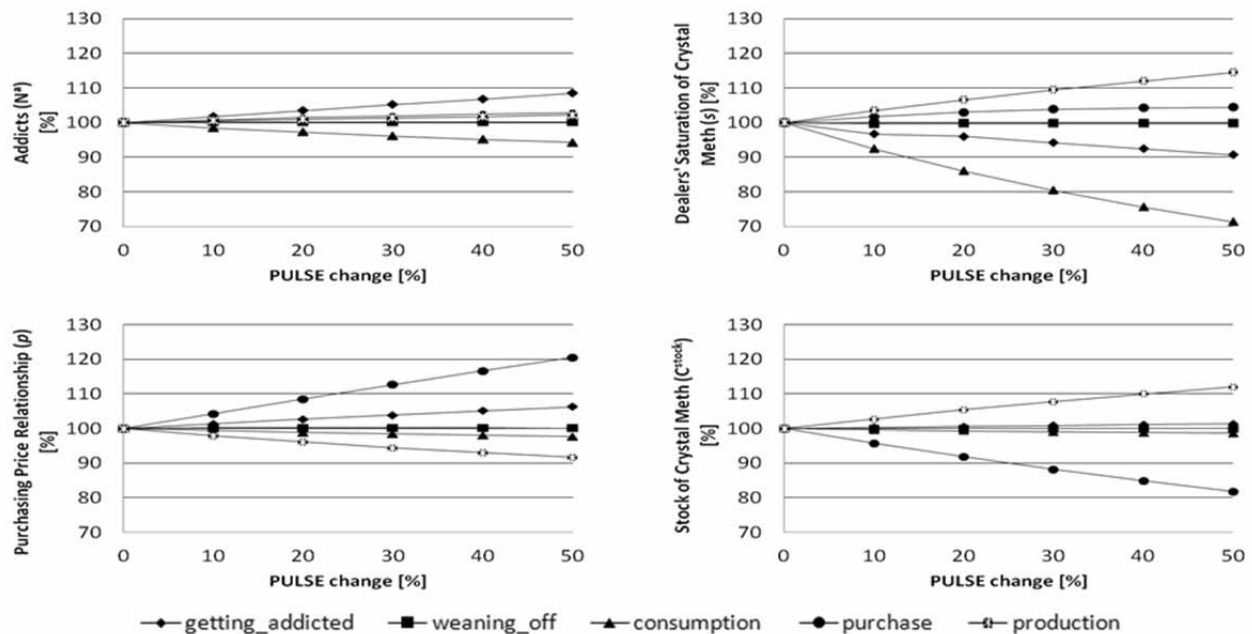 Addicts (Nᵃ)
[%]
130
120
110
100
90
80
70
0 10 20 30 40 50
PULSE change [%]
Dealers' Saturation of Crystal
Meth (s) [%]
130
120
110
100
90
80
70
0 10 20 30 40 50
PULSE change [%]
Purchasing Price Relationship (p)
[%]
130
120
110
100
90
80
70
0 10 20 30 40 50
PULSE change [%]
Stock of Crystal Meth (Cˢᵗᵒᶜᵏ)
[%]
130
120
110
100
90
80
70
0 10 20 30 40 50
PULSE change [%]
getting_addicted weaning_off consumption purchase production